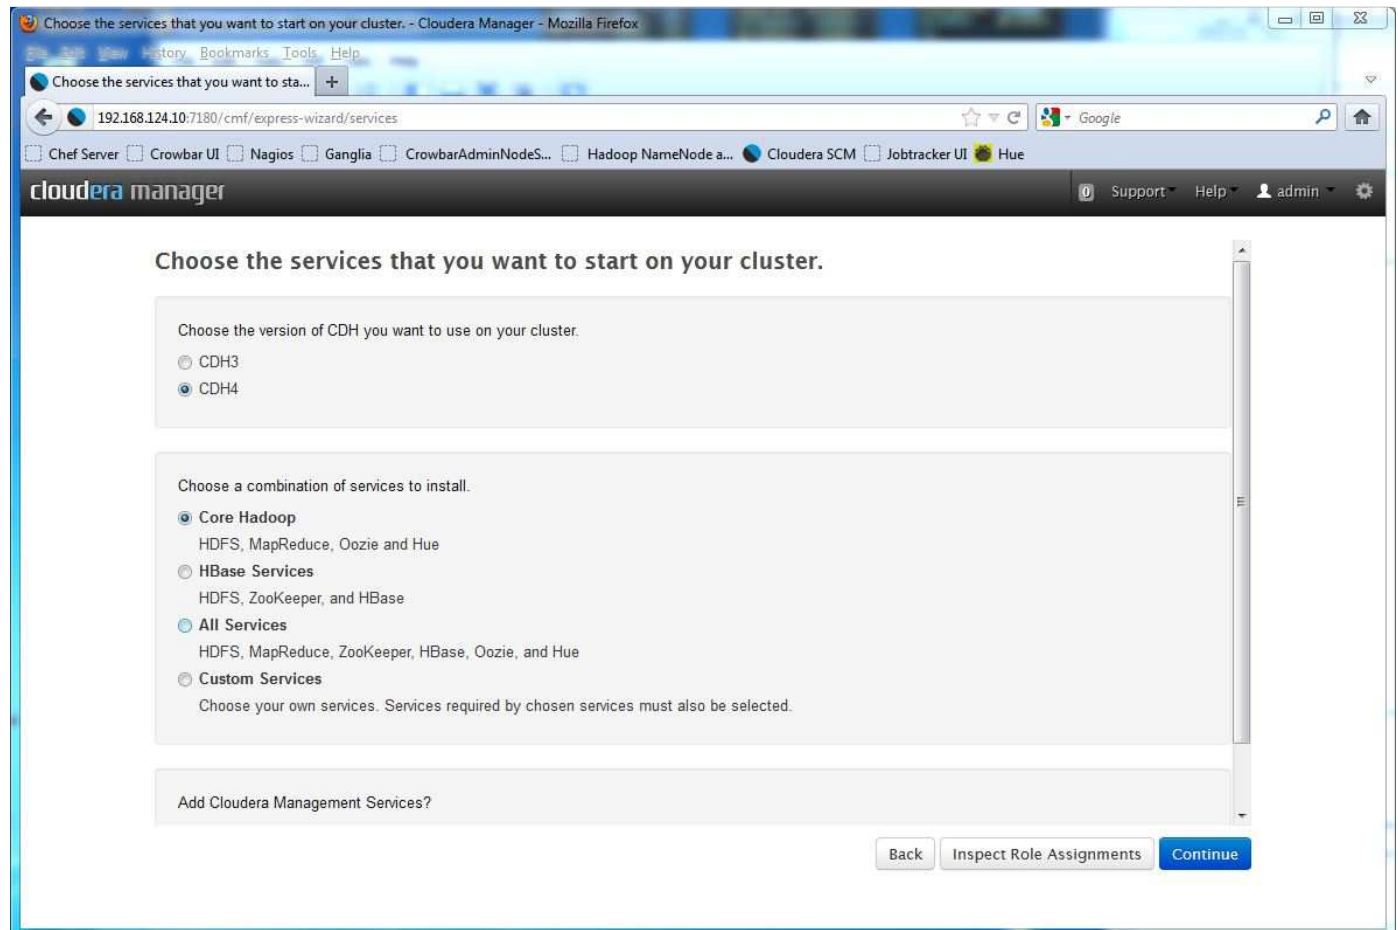 Choose the services that you want to start on your cluster. - Cloudera Manager - Mozilla Firefox
File Edit View History Bookmarks Tools Help
Choose the services that you want to sta... +
192.168.124.10:7180/cmf/express-wizard/services Google
Chef Server Crowbar UI Nagios Ganglia CrowbarAdminNodeS... Hadoop NameNode a... Cloudera SCM Jobtracker UI Hue
cloudera manager 0 Support Help admin
Choose the services that you want to start on your cluster.
Choose the version of CDH you want to use on your cluster.
CDH3
CDH4
Choose a combination of services to install.
Core Hadoop
HDFS, MapReduce, Oozie and Hue
HBase Services
HDFS, ZooKeeper, and HBase
All Services
HDFS, MapReduce, ZooKeeper, HBase, Oozie, and Hue
Custom Services
Choose your own services. Services required by chosen services must also be selected.
Add Cloudera Management Services?
Back Inspect Role Assignments Continue